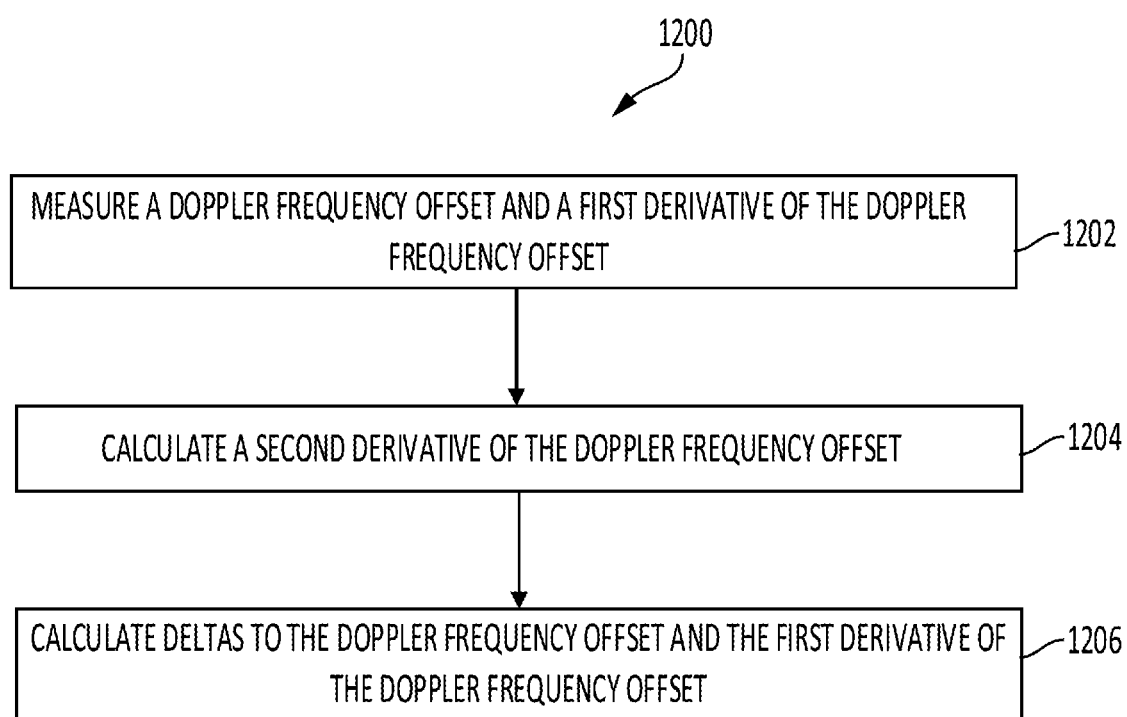 1200
MEASURE A DOPPLER FREQUENCY OFFSET AND A FIRST DERIVATIVE OF THE DOPPLER
FREQUENCY OFFSET
1202
CALCULATE A SECOND DERIVATIVE OF THE DOPPLER FREQUENCY OFFSET
1204
CALCULATE DELTAS TO THE DOPPLER FREQUENCY OFFSET AND THE FIRST DERIVATIVE OF
THE DOPPLER FREQUENCY OFFSET
1206